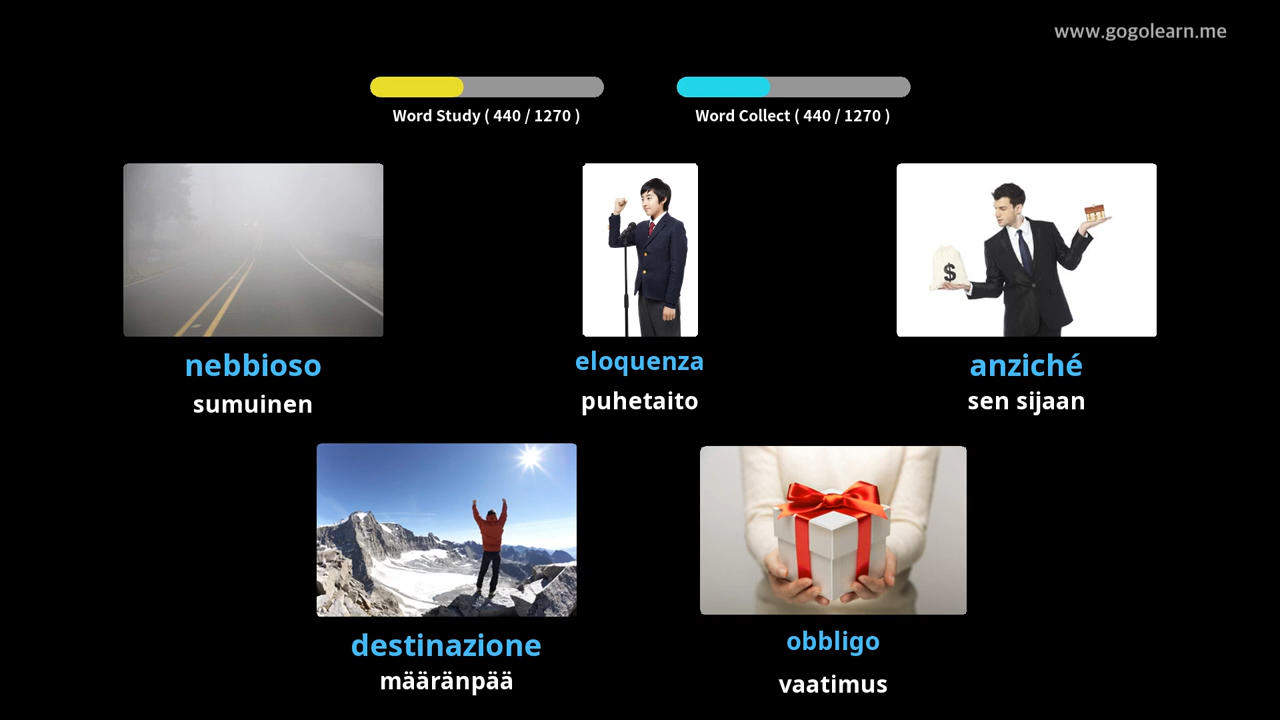 www.gogolearn.me
Word Study ( 440 / 1270 )
Word Collect ( 440 / 1270 )
nebbioso
sumuinen
eloquenza
puhetaito
$
anziché
sen sijaan
destinazione
määränpää
obbligo
vaatimus